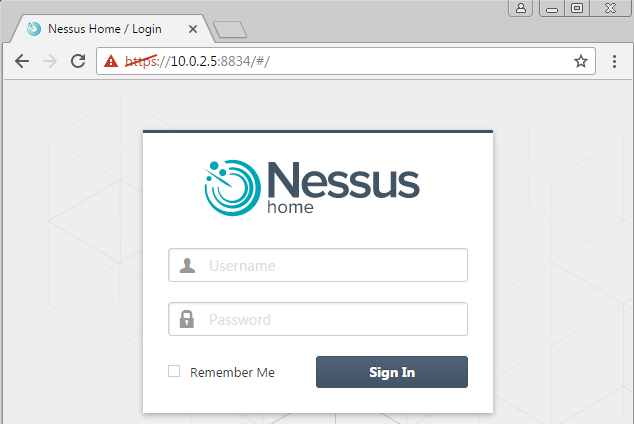 Nessus Home / Login
https://10.0.2.5:8834/#/
Nessus
home
Username
Password
Remember Me
Sign In